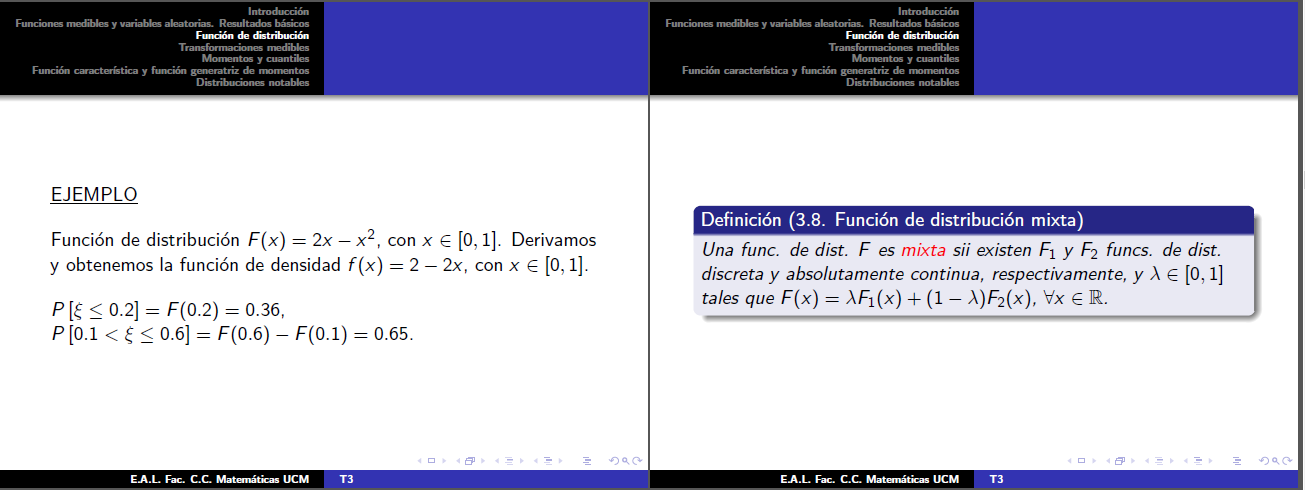 Introducción
Funciones medibles y variables aleatorias. Resultados básicos
Función de distribución
Transformaciones medibles
Momentos y cuantiles
Función característica y función generatriz de momentos
Distribuciones notables
EJEMPLO
Función de distribución F(x) = 2x − x², con x ∈ [0, 1]. Derivamos
y obtenemos la función de densidad f(x) = 2 − 2x, con x ∈ [0, 1].
P [ξ ≤ 0.2] = F(0.2) = 0.36,
P [0.1 < ξ ≤ 0.6] = F(0.6) − F(0.1) = 0.65.
E.A.L. Fac. C.C. Matemáticas UCM T3
Introducción
Funciones medibles y variables aleatorias. Resultados básicos
Función de distribución
Transformaciones medibles
Momentos y cuantiles
Función característica y función generatriz de momentos
Distribuciones notables
Definición (3.8. Función de distribución mixta)
Una func. de dist. F es mixta sii existen F₁ y F₂ funcs. de dist.
discreta y absolutamente continua, respectivamente, y λ ∈ [0, 1]
tales que F(x) = λF₁(x) + (1 − λ)F₂(x), ∀x ∈ ℝ.
E.A.L. Fac. C.C. Matemáticas UCM T3